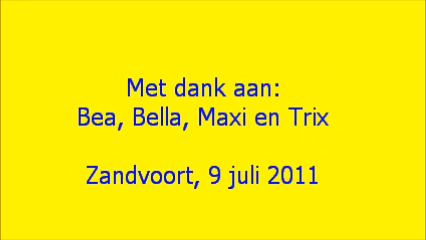 Met dank aan:
Bea, Bella, Maxi en Trix
Zandvoort, 9 juli 2011